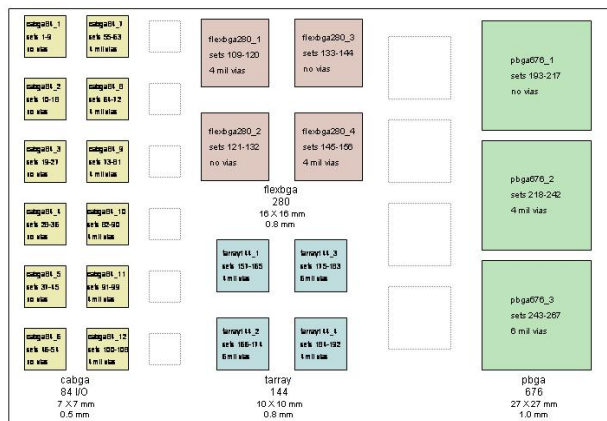 cabga84_1
sets 1-9
no vias
cabga84_7
sets 55-63
4 mil vias
cabga84_2
sets 10-18
no vias
cabga84_8
sets 64-72
4 mil vias
cabga84_3
sets 19-27
no vias
cabga84_9
sets 73-81
4 mil vias
cabga84_4
sets 28-36
no vias
cabga84_10
sets 82-90
4 mil vias
cabga84_5
sets 37-45
no vias
cabga84_11
sets 91-99
4 mil vias
cabga84_6
sets 46-54
no vias
cabga84_12
sets 100-108
4 mil vias
cabga
84 I/O
7 X 7 mm
0.5 mm
flexbga280_1
sets 109-120
4 mil vias
flexbga280_3
sets 133-144
no vias
flexbga280_2
sets 121-132
no vias
flexbga280_4
sets 145-156
4 mil vias
flexbga
280
16 X 16 mm
0.8 mm
tarray144_1
sets 157-165
4 mil vias
tarray144_3
sets 175-183
6 mil vias
tarray144_2
sets 166-174
6 mil vias
tarray144_4
sets 184-192
4 mil vias
tarray
144
10 X 10 mm
0.8 mm
pbga676_1
sets 193-217
no vias
pbga676_2
sets 218-242
4 mil vias
pbga676_3
sets 243-267
6 mil vias
pbga
676
27 X 27 mm
1.0 mm